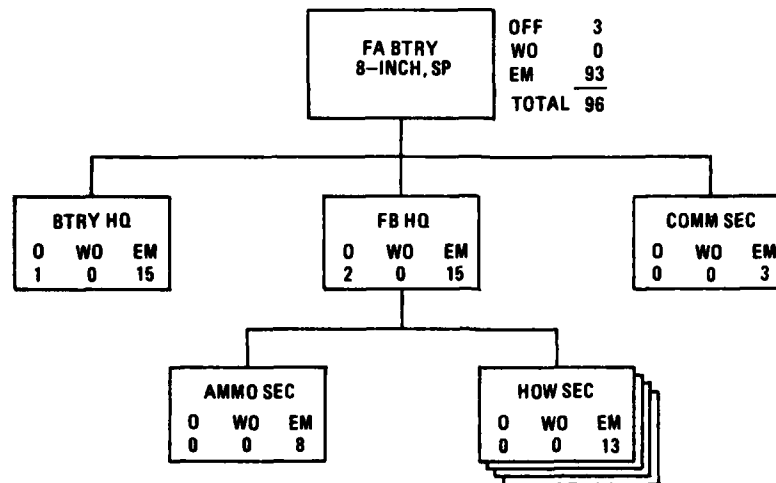 FA BTRY
8-INCH, SP
OFF 3
WO 0
EM 93
TOTAL 96
BTRY HQ
O WO EM
1 0 15
FB HQ
O WO EM
2 0 15
COMM SEC
O WO EM
0 0 3
AMMO SEC
O WO EM
0 0 8
HOW SEC
O WO EM
0 0 13